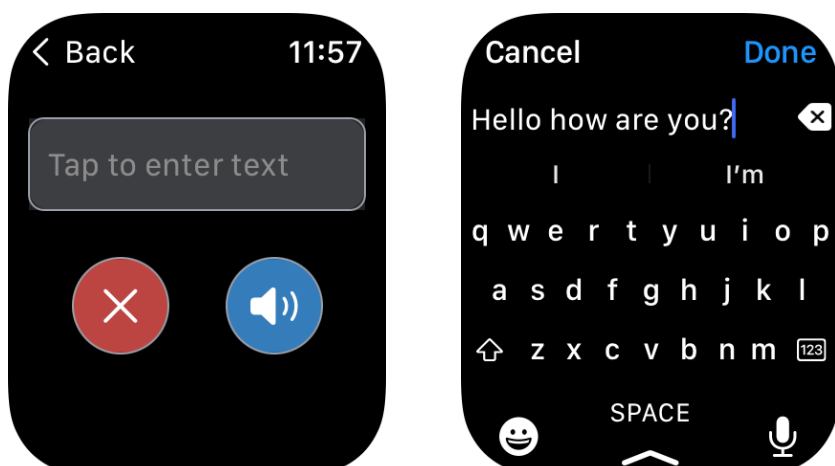 Back 11:57
Tap to enter text
Cancel Done
Hello how are you?
I I'm
q w e r t y u i o p
a s d f g h j k l
z x c v b n m 123
SPACE